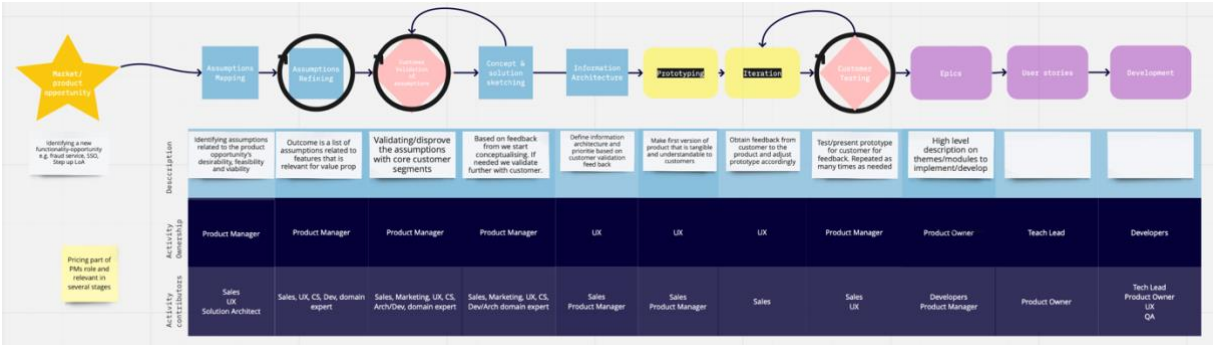 Market/
product
opportunity
Assumptions
Mapping
Assumptions
Refining
Customer
Validation
of
assumptions
Concept &
solution
sketching
Information
Architecture
Prototyping
Iteration
Customer
Testing
Epics
User stories
Development
Identifying a new
functionality-opportunity
e.g. fraud service, SSO,
Step up LoA
Description
Identifying assumptions
related to the product
opportunity's
desirability, feasibility
and viability
Outcome is a list of
assumptions related to
features that is
relevant for value prop
Validating/disprove
the assumptions
with core customer
segments
Based on feedback
from we start
conceptualising. If
needed we validate
further with customer.
Define information
architecture and
prioritie based on
customer validation
feed back
Make first version of
product that is tangible
and understandable to
customers
Obtain feedback from
customer to the
product and adjust
prototype accordingly
Test/present prototype
for customer for
feedback. Repeated as
many times as needed
High level
description on
themes/modules to
implement/develop
Activity
Ownership
Product Manager
Product Manager
Product Manager
Product Manager
UX
UX
UX
Product Manager
Product Owner
Teach Lead
Developers
Pricing part of
PMs role and
relevant in
several stages
Activity
contributors
Sales
UX
Solution Architect
Sales, UX, CS, Dev, domain
expert
Sales, Marketing, UX, CS,
Arch/Dev, domain expert
Sales, Marketing, UX, CS,
Dev/Arch domain expert
Sales
Product Manager
Sales
Product Manager
Sales
Sales
UX
Developers
Product Manager
Product Owner
Tech Lead
Product Owner
UX
QA